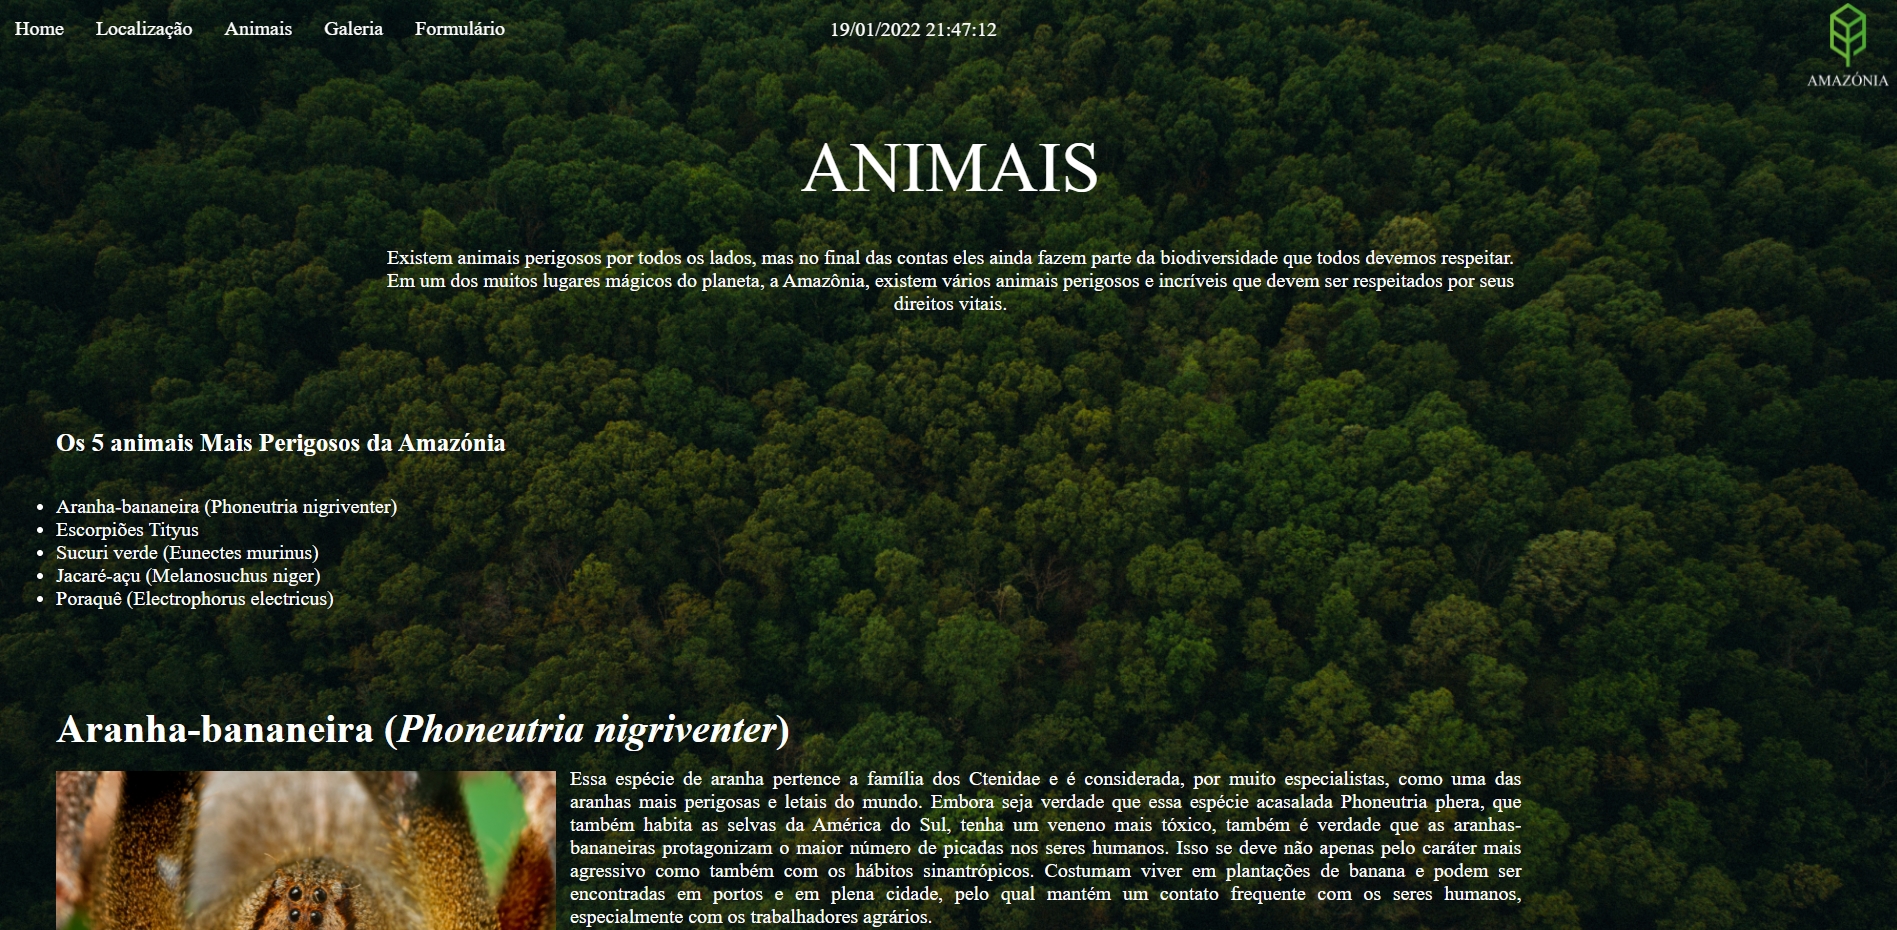 Home Localização Animais Galeria Formulário 19/01/2022 21:47:12
AMAZÓNIA
ANIMAIS
Existem animais perigosos por todos os lados, mas no final das contas eles ainda fazem parte da biodiversidade que todos devemos respeitar.
Em um dos muitos lugares mágicos do planeta, a Amazônia, existem vários animais perigosos e incríveis que devem ser respeitados por seus
direitos vitais.
Os 5 animais Mais Perigosos da Amazónia
• Aranha-bananeira (Phoneutria nigriventer)
• Escorpiões Tityus
• Sucuri verde (Eunectes murinus)
• Jacaré-açu (Melanosuchus niger)
• Poraquê (Electrophorus electricus)
Aranha-bananeira (Phoneutria nigriventer)
Essa espécie de aranha pertence a família dos Ctenidae e é considerada, por muito especialistas, como uma das
aranhas mais perigosas e letais do mundo. Embora seja verdade que essa espécie acasalada Phoneutria phera, que
também habita as selvas da América do Sul, tenha um veneno mais tóxico, também é verdade que as aranhas-
bananeiras protagonizam o maior número de picadas nos seres humanos. Isso se deve não apenas pelo caráter mais
agressivo como também com os hábitos sinantrópicos. Costumam viver em plantações de banana e podem ser
encontradas em portos e em plena cidade, pelo qual mantém um contato frequente com os seres humanos,
especialmente com os trabalhadores agrários.